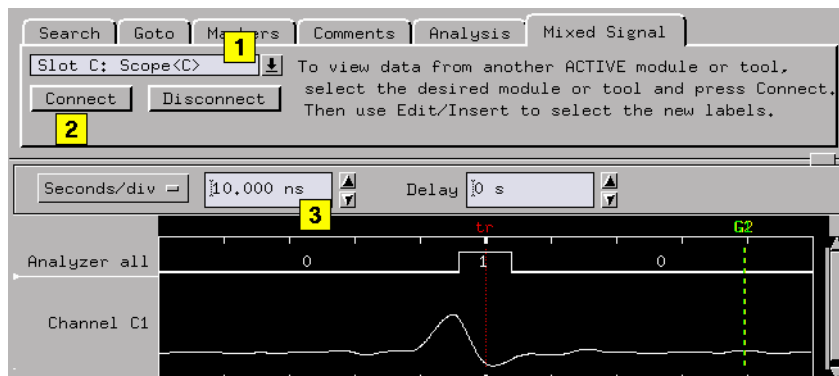 Search Goto Markers Comments Analysis Mixed Signal
1
Slot C: Scope<C>
To view data from another ACTIVE module or tool,
select the desired module or tool and press Connect.
Then use Edit/Insert to select the new labels.
Connect Disconnect
2
Seconds/div 10.000 ns Delay 0 s
3
tr G2
Analyzer all 0 1 0
Channel C1